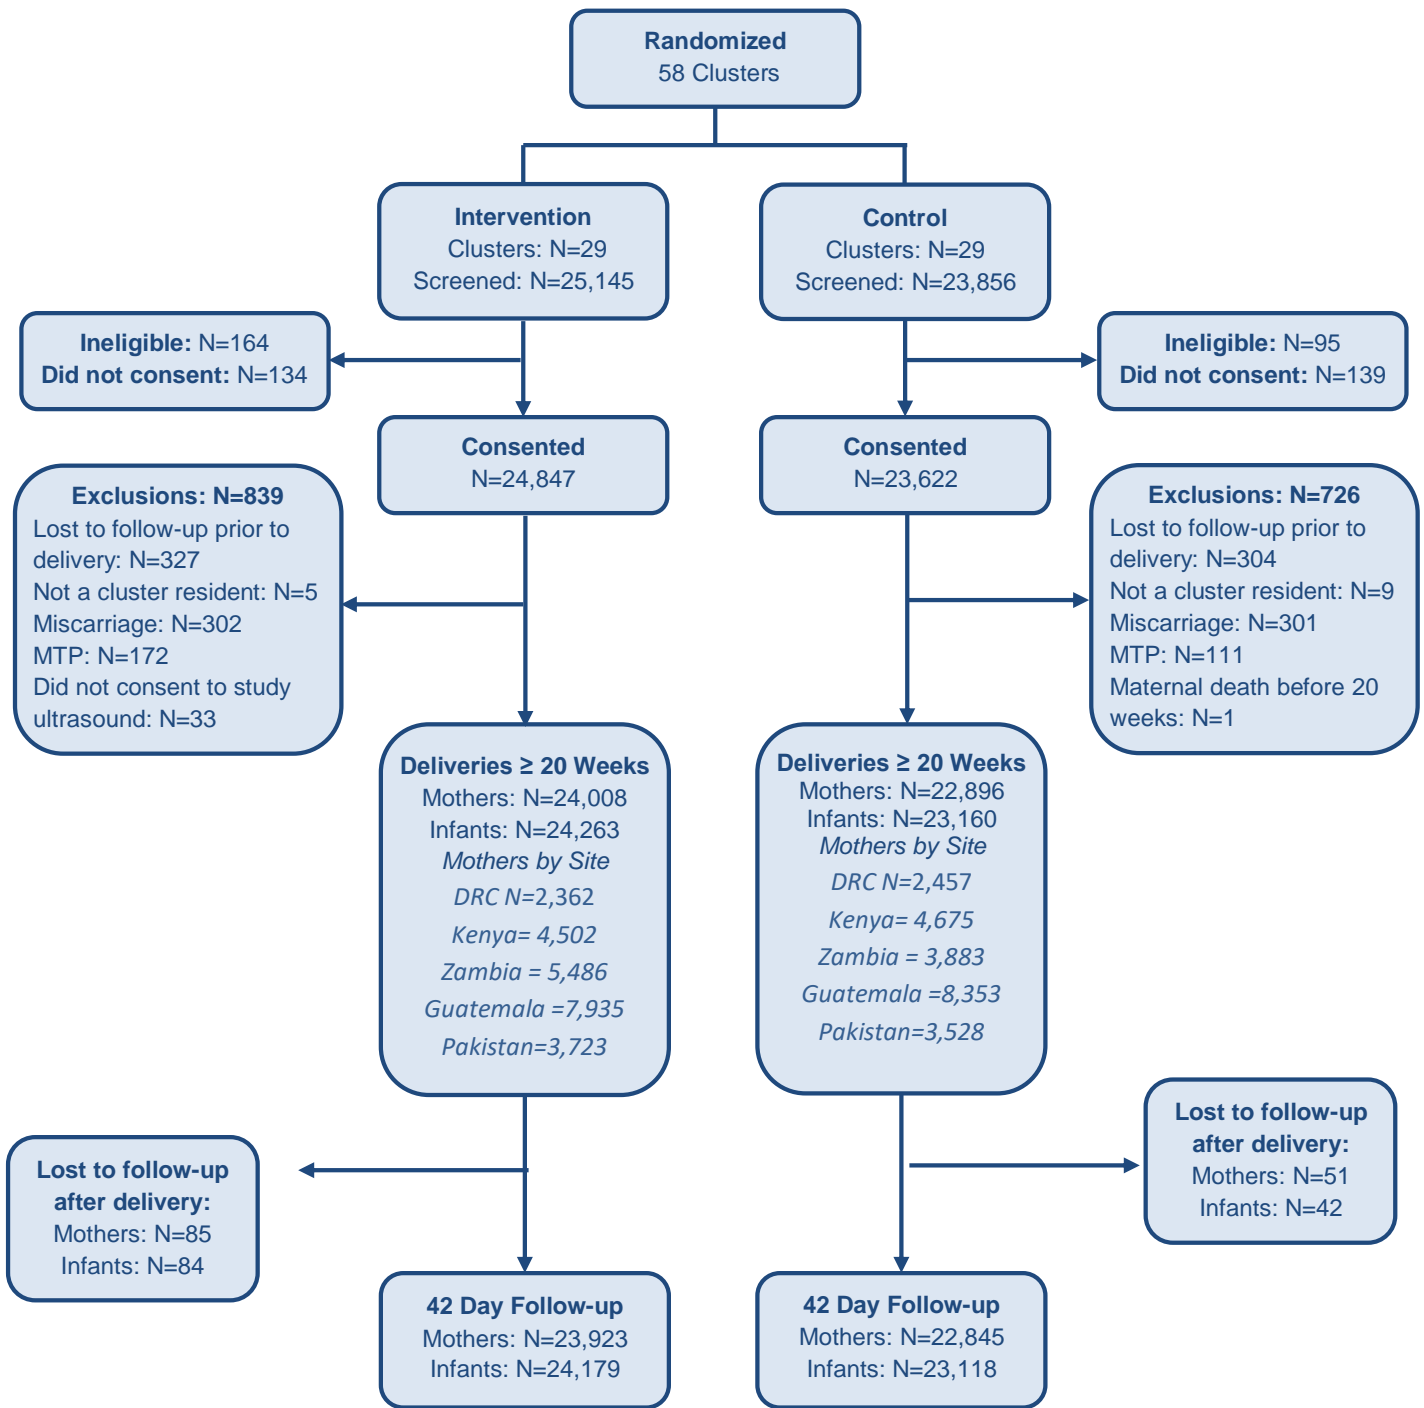 Randomized
58 Clusters
Intervention
Clusters: N=29
Screened: N=25,145
Control
Clusters: N=29
Screened: N=23,856
Ineligible: N=164
Did not consent: N=134
Ineligible: N=95
Did not consent: N=139
Consented
N=24,847
Consented
N=23,622
Exclusions: N=839
Lost to follow-up prior to
delivery: N=327
Not a cluster resident: N=5
Miscarriage: N=302
MTP: N=172
Did not consent to study
ultrasound: N=33
Exclusions: N=726
Lost to follow-up prior to
delivery: N=304
Not a cluster resident: N=9
Miscarriage: N=301
MTP: N=111
Maternal death before 20
weeks: N=1
Deliveries ≥ 20 Weeks
Mothers: N=24,008
Infants: N=24,263
Mothers by Site
DRC N=2,362
Kenya= 4,502
Zambia = 5,486
Guatemala =7,935
Pakistan=3,723
Deliveries ≥ 20 Weeks
Mothers: N=22,896
Infants: N=23,160
Mothers by Site
DRC N=2,457
Kenya= 4,675
Zambia = 3,883
Guatemala =8,353
Pakistan=3,528
Lost to follow-up
after delivery:
Mothers: N=85
Infants: N=84
Lost to follow-up
after delivery:
Mothers: N=51
Infants: N=42
42 Day Follow-up
Mothers: N=23,923
Infants: N=24,179
42 Day Follow-up
Mothers: N=22,845
Infants: N=23,118